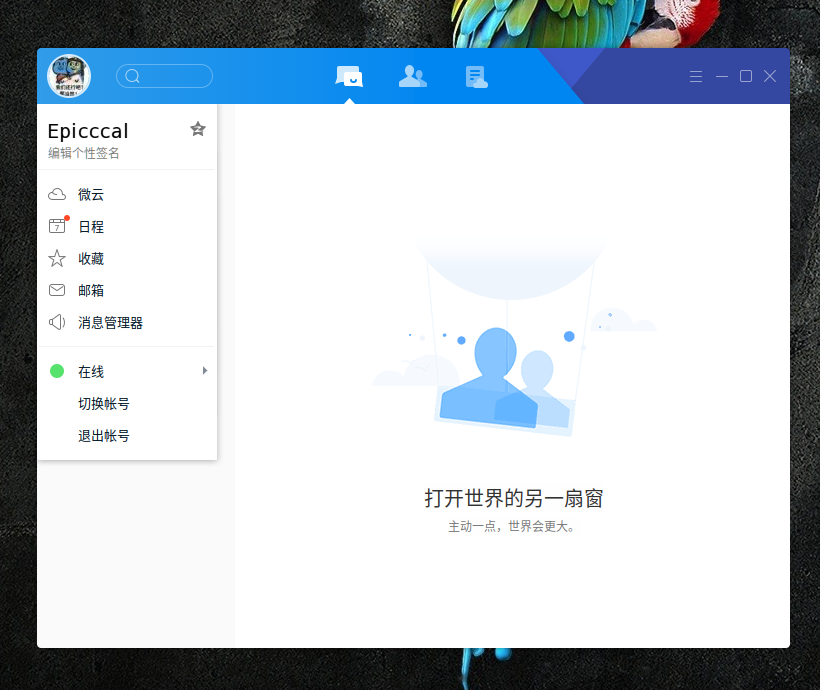 Epicccal
编辑个性签名
微云
7
日程
收藏
邮箱
消息管理器
在线
切换帐号
退出帐号
打开世界的另一扇窗
主动一点，世界会更大。